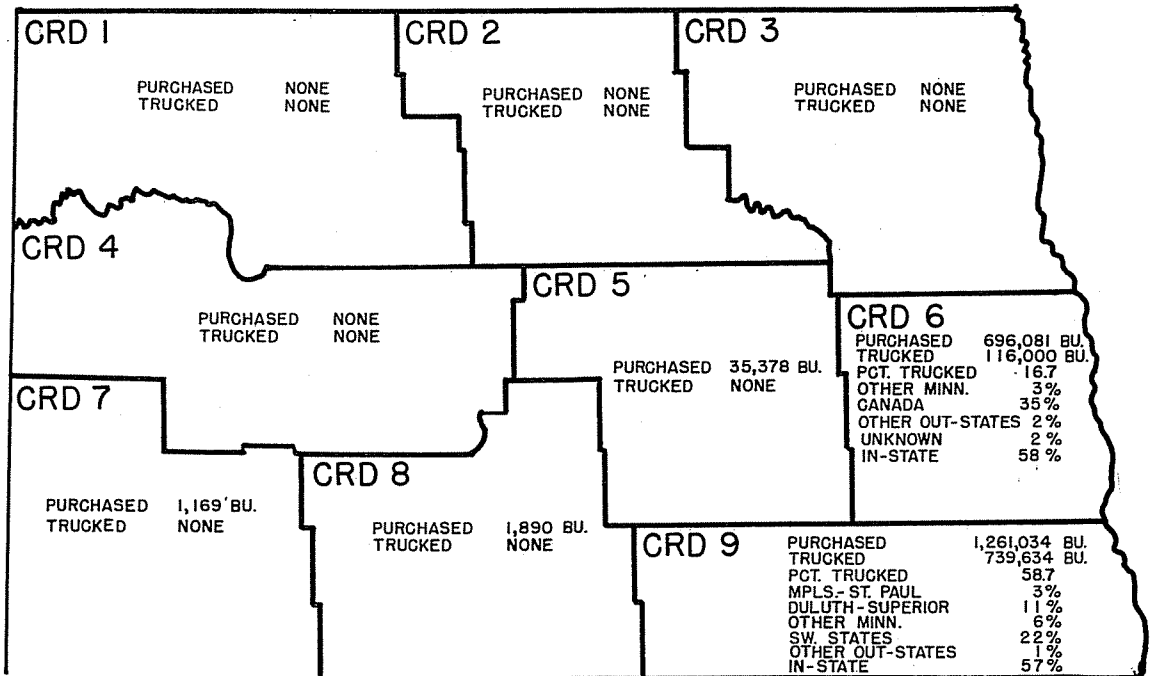 CRD 1
PURCHASED NONE
TRUCKED NONE
CRD 2
PURCHASED NONE
TRUCKED NONE
CRD 3
PURCHASED NONE
TRUCKED NONE
CRD 4
PURCHASED NONE
TRUCKED NONE
CRD 5
PURCHASED 35,378 BU.
TRUCKED NONE
CRD 6
PURCHASED 696,081 BU.
TRUCKED 116,000 BU.
PCT. TRUCKED 16.7
OTHER MINN. 3%
CANADA 35%
OTHER OUT-STATES 2%
UNKNOWN 2%
IN-STATE 58%
CRD 7
PURCHASED 1,169 BU.
TRUCKED NONE
CRD 8
PURCHASED 1,890 BU.
TRUCKED NONE
CRD 9
PURCHASED 1,261,034 BU.
TRUCKED 739,634 BU.
PCT. TRUCKED 58.7
MPLS.-ST. PAUL 3%
DULUTH-SUPERIOR 11%
OTHER MINN. 6%
SW. STATES 22%
OTHER OUT-STATES 1%
IN-STATE 57%